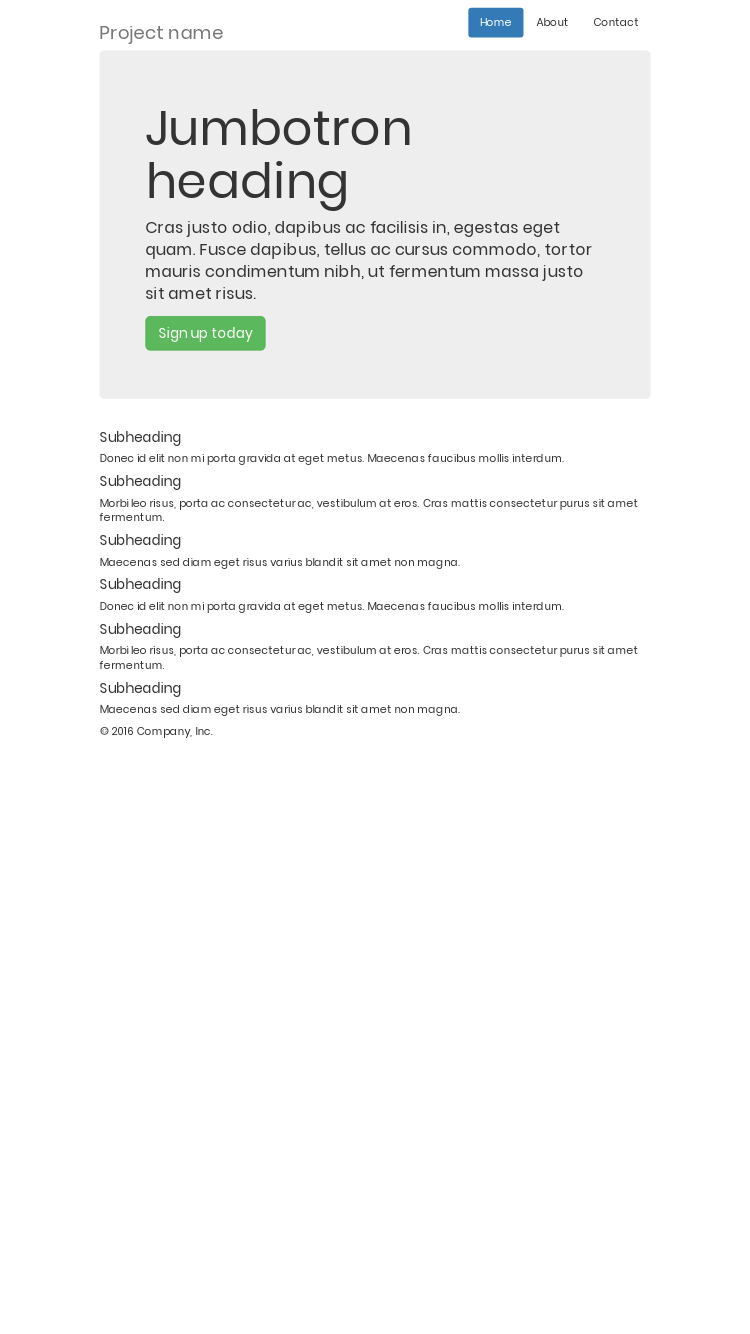 Project name
Home
About
Contact
Jumbotron
heading
Cras justo odio, dapibus ac facilisis in, egestas eget
quam. Fusce dapibus, tellus ac cursus commodo, tortor
mauris condimentum nibh, ut fermentum massa justo
sit amet risus.
Sign up today
Subheading
Donec id elit non mi porta gravida at eget metus. Maecenas faucibus mollis interdum.
Subheading
Morbi leo risus, porta ac consectetur ac, vestibulum at eros. Cras mattis consectetur purus sit amet
fermentum.
Subheading
Maecenas sed diam eget risus varius blandit sit amet non magna.
Subheading
Donec id elit non mi porta gravida at eget metus. Maecenas faucibus mollis interdum.
Subheading
Morbi leo risus, porta ac consectetur ac, vestibulum at eros. Cras mattis consectetur purus sit amet
fermentum.
Subheading
Maecenas sed diam eget risus varius blandit sit amet non magna.
© 2016 Company, Inc.